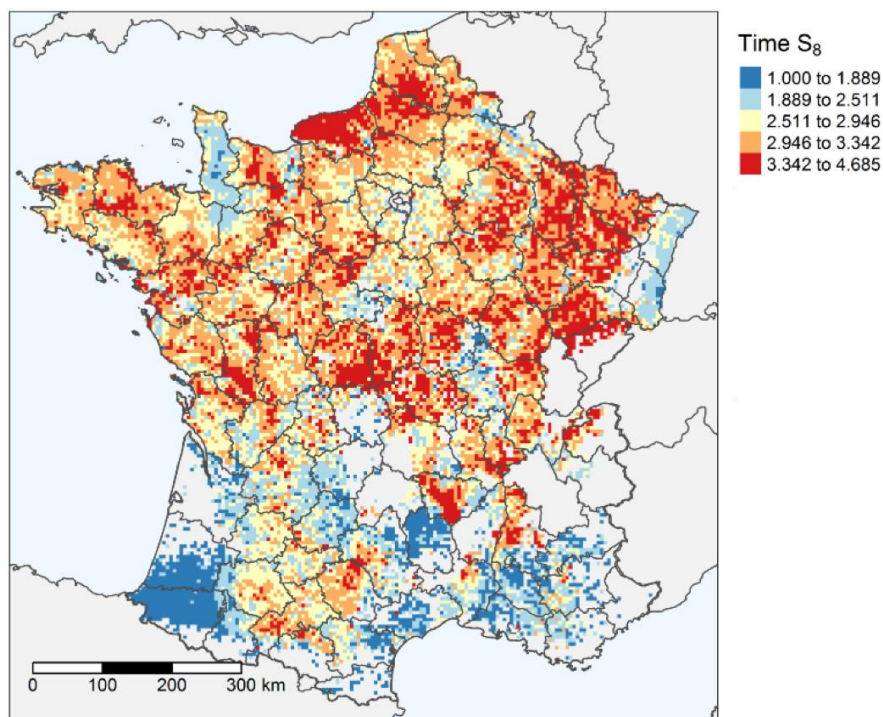 Time S₈
1.000 to 1.889
1.889 to 2.511
2.511 to 2.946
2.946 to 3.342
3.342 to 4.685
0 100 200 300 km